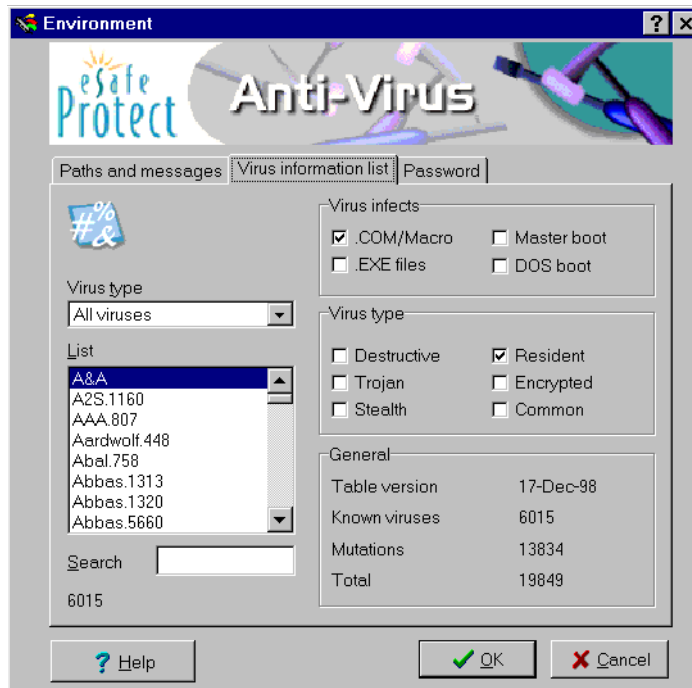 Environment
eSafe
Protect
Anti-Virus
Paths and messages
Virus information list
Password
#%&
Virus type
All viruses
List
A&A
A2S.1160
AAA.807
Aardwolf.448
Abal.758
Abbas.1313
Abbas.1320
Abbas.5660
Search
6015
Virus infects
.COM/Macro
Master boot
.EXE files
DOS boot
Virus type
Destructive
Resident
Trojan
Encrypted
Stealth
Common
General
Table version 17-Dec-98
Known viruses 6015
Mutations 13834
Total 19849
? Help
OK
Cancel